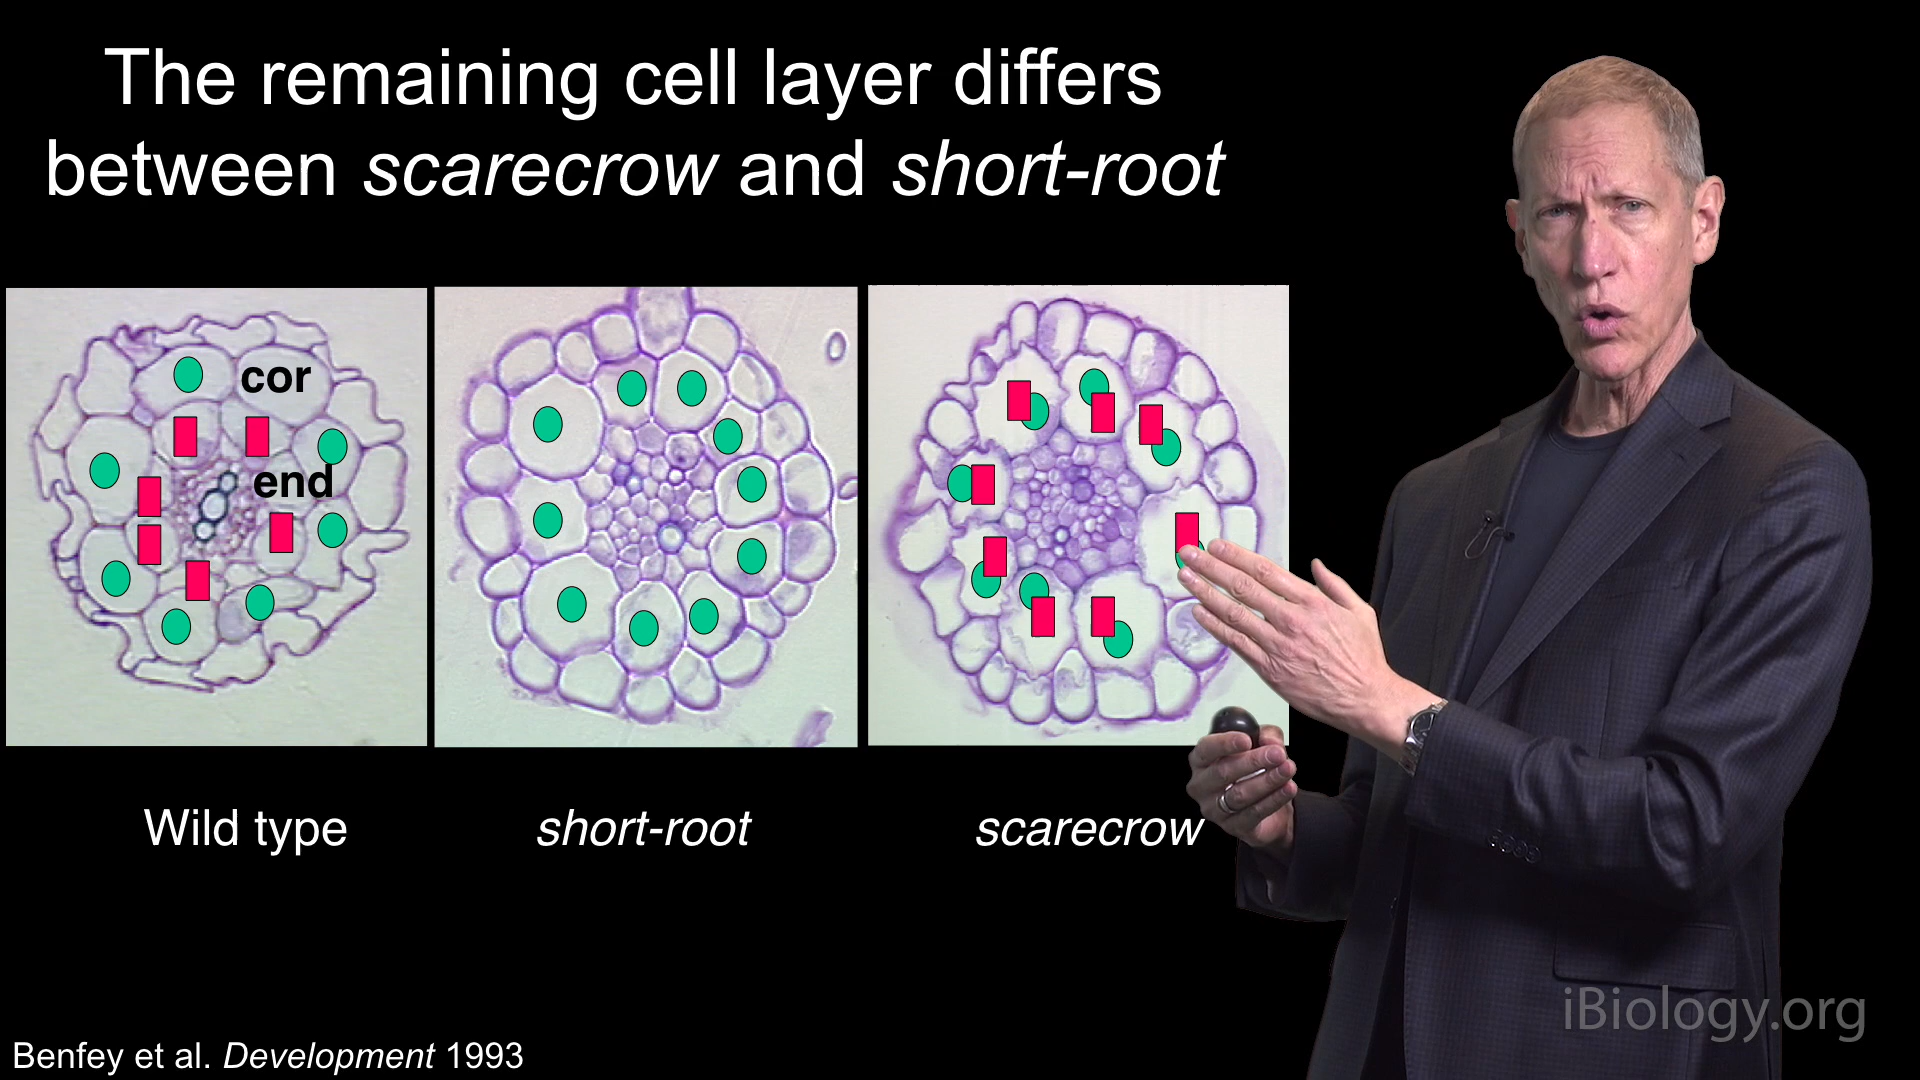 The remaining cell layer differs
between scarecrow and short-root
cor
end
Wild type
short-root
scarecrow
iBiology.org
Benfey et al. Development 1993